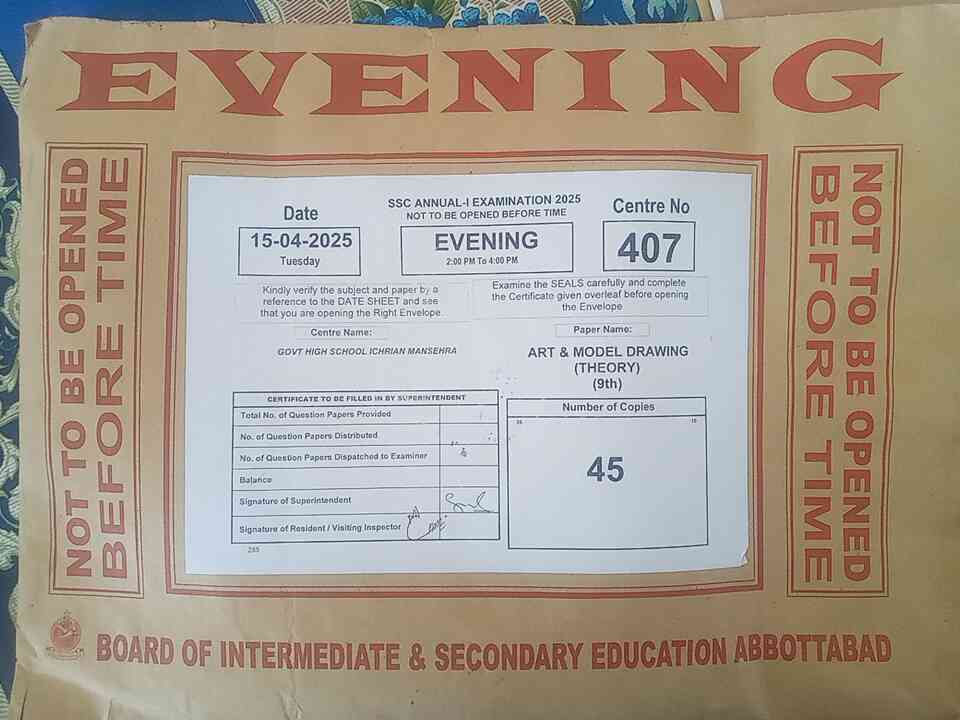 EVENING
NOT TO BE OPENED
BEFORE TIME
Date
15-04-2025
Tuesday
SSC ANNUAL-I EXAMINATION 2025
NOT TO BE OPENED BEFORE TIME
EVENING
2:00 PM To 4:00 PM
Centre No
407
Kindly verify the subject and paper by a
reference to the DATE SHEET and see
that you are opening the Right Envelope.
Examine the SEALS carefully and complete
the Certificate given overleaf before opening
the Envelope
Centre Name:
GOVT HIGH SCHOOL ICHRIAN MANSEHRA
Paper Name:
ART & MODEL DRAWING
(THEORY)
(9th)
CERTIFICATE TO BE FILLED IN BY SUPERINTENDENT
Total No. of Question Papers Provided
No. of Question Papers Distributed
No. of Question Papers Dispatched to Examiner
Balance
Signature of Superintendent
Signature of Resident / Visiting Inspector
285
Number of Copies
45
NOT TO BE OPENED
BEFORE TIME
BOARD OF INTERMEDIATE & SECONDARY EDUCATION ABBOTTABAD